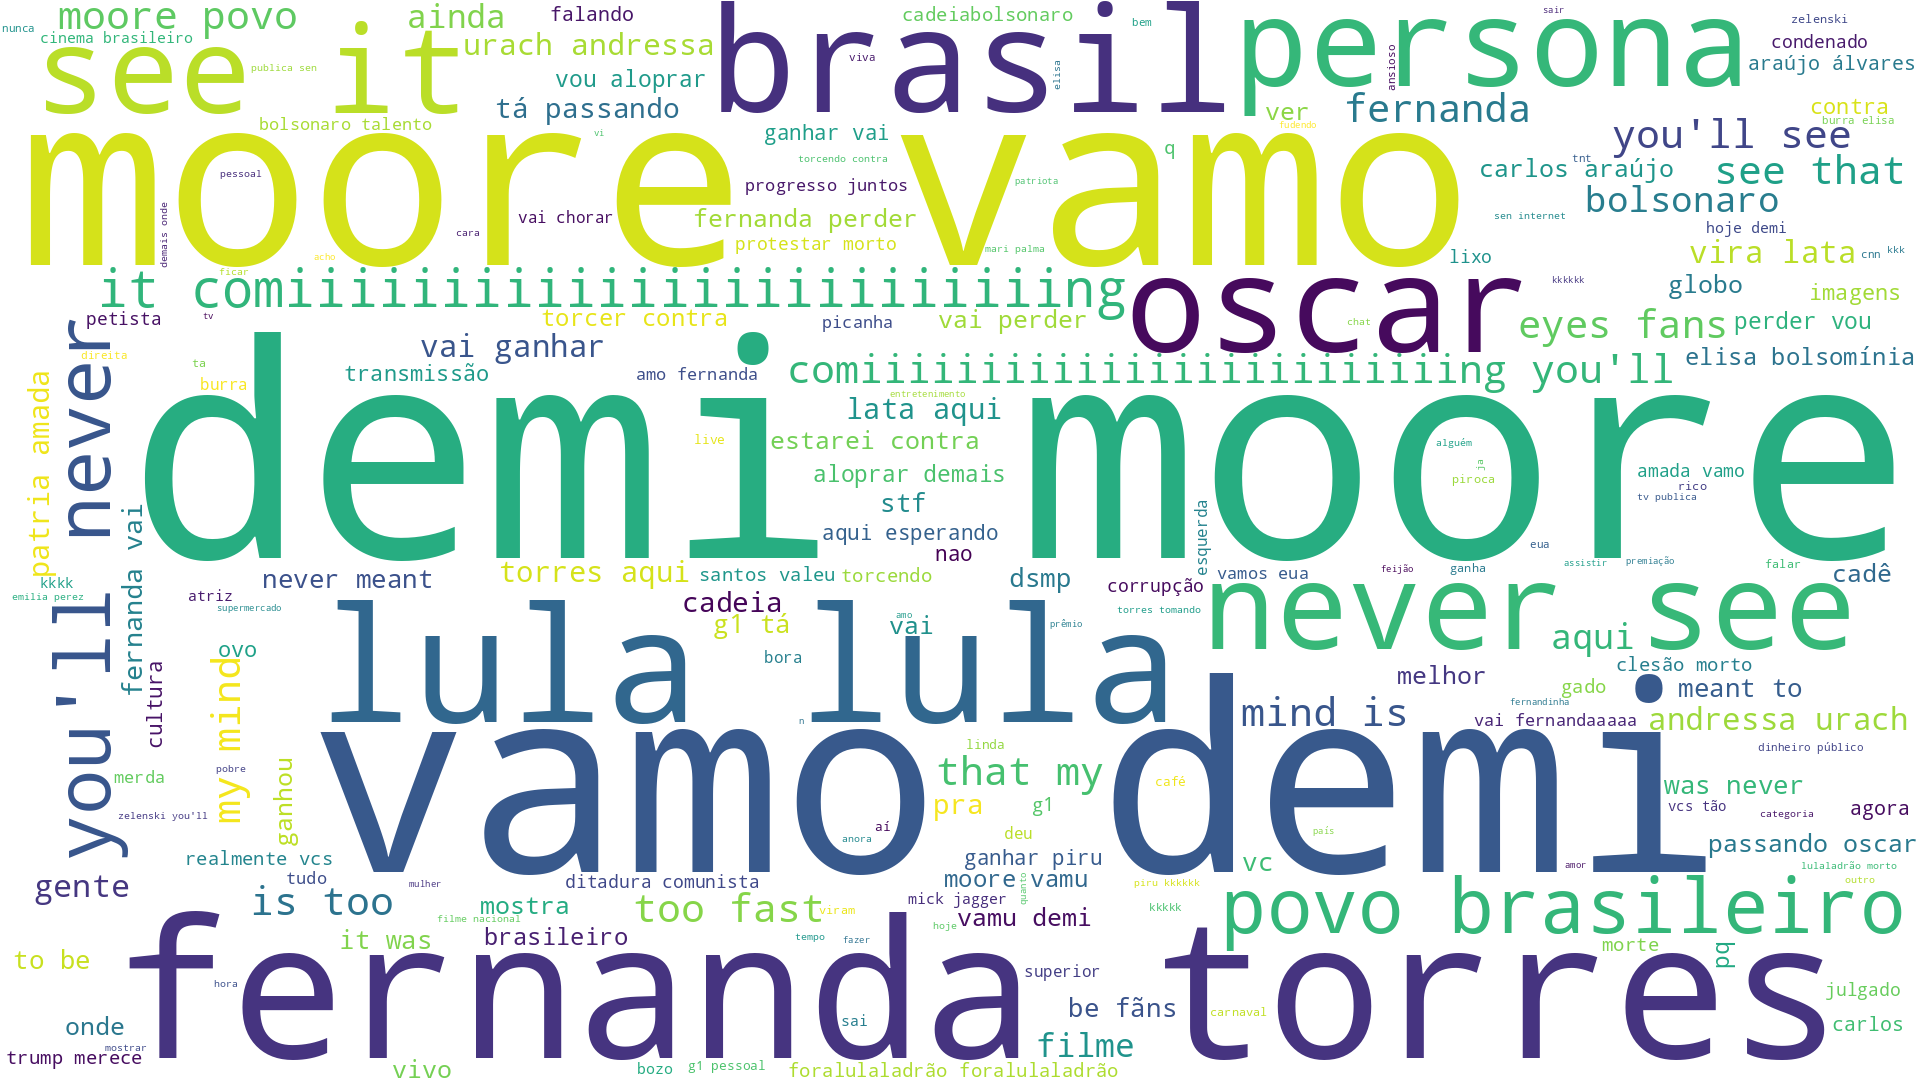 moore povo
ainda
falando
cadeiabolsonaro
bem
brasil
persona
sair
zelenski
nunca
cinema brasileiro
see it
urach andressa
publica sen
vou aloprar
viva
elisa
ansioso
condenado
araújo álvares
tá passando
bolsonaro talento
ganhar vai
vi
torcendo contra
ver
fernanda
fudendo
contra
burra elisa
you'll see
moore vamo
pessoal
progresso juntos
q
patriota
carlos araújo
tnt
see that
bolsonaro
demais onde
vai chorar
cara
fernanda perder
protestar morto
mari palma
sen internet
hoje demi
acho
ficar
lixo
vira lata
cnn
kkk
it comiiiiiiiiiiiiiiiiiiiiiiiing
oscar
kkkkkk
globo
imagens
petista
tv
torcer contra
picanha
vai perder
chat
eyes fans
perder vou
direita
ta
vai ganhar
comiiiiiiiiiiiiiiiiiiiiiiiing you'll
elisa bolsomínia
you'll never
patria amada
burra
transmissão
amo fernanda
entretenimento
lata aqui
demi moore
live
estarei contra
alguém
ja
piroca
amada vamo
rico
tv publica
aloprar demais
stf
aqui esperando
esquerda
eua
nao
fernanda vai
kkkk
emilia perez
never meant
torres aqui
santos valeu
torcendo
dsmp
corrupção
vamos eua
feijão
ganha
assistir
premiação
falar
cadê
atriz
supermercado
cadeia
g1 tá
amo
vai
prêmio
torres tomando
never see
aqui
lula lula
ovo
bora
melhor
clesão morto
gado
meant to
fernandinha
cultura
my mind
n
mind is
vai fernandaaaaa
andressa urach
vamo demi
linda
dinheiro público
merda
pobre
ganhou
that my
café
was never
zelenski you'll
pra
g1
vcs tão
categoria
agora
deu
aí
anora
país
passando oscar
realmente vcs
tudo
ganhar piru
vc
amor
lulaladrão morto
outro
gente
mulher
ditadura comunista
moore vamu
quanto
piru kkkkkk
is too
mostra
too fast
viram
mick jagger
vamu demi
kkkkk
povo brasileiro
filme nacional
it was
brasileiro
tempo
fazer
hoje
morte
pq
to be
fernanda torres
hora
superior
be fãns
carnaval
julgado
onde
mostrar
sai
filme
carlos
trump merece
vivo
bozo
g1 pessoal
foralulaladrão foralulaladrão